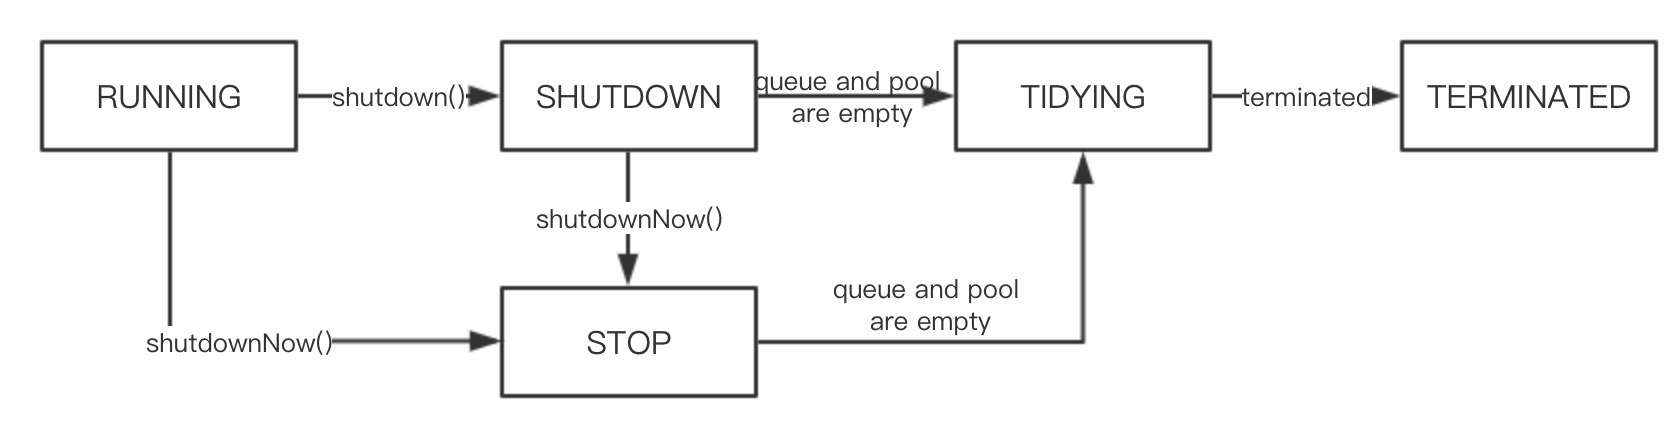 RUNNING
shutdown()
SHUTDOWN
queue and pool
are empty
TIDYING
terminated
TERMINATED
shutdownNow()
shutdownNow()
STOP
queue and pool
are empty